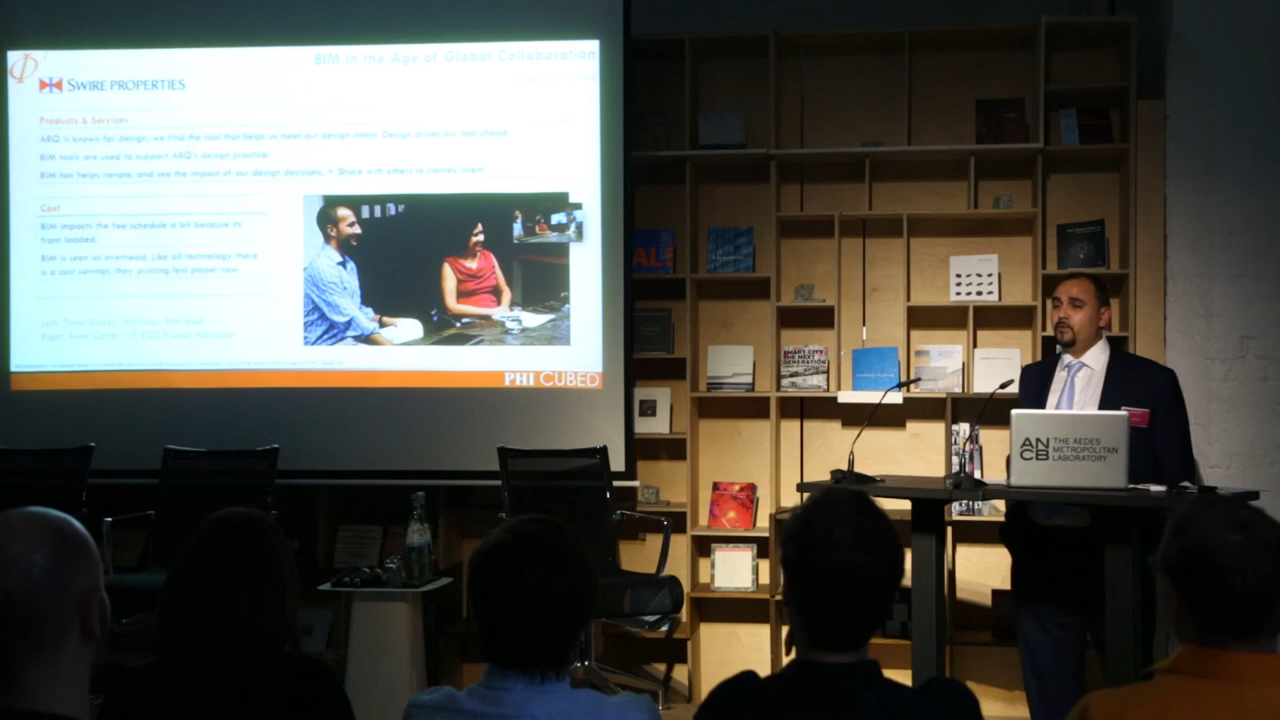 BIM in the Age of Global Collaboration
SWIRE PROPERTIES
Products & Services
ARQ is known for design, we find the tool that helps us meet our design intent. Design drives our tool choice
BIM tools are used to support ARQ's design practice
BIM has helps iterate, and see the impact of our design decisions, + Share with others to convey intent
Cost
BIM impacts the fee schedule a bit because its
front loaded.
BIM is seen as overhead. Like all technology there
is a cost savings, they printing less paper now.
PHI CUBED
SMART CITY
THE NEXT
GENERATION
AN
CB
THE AEDES
METROPOLITAN
LABORATORY